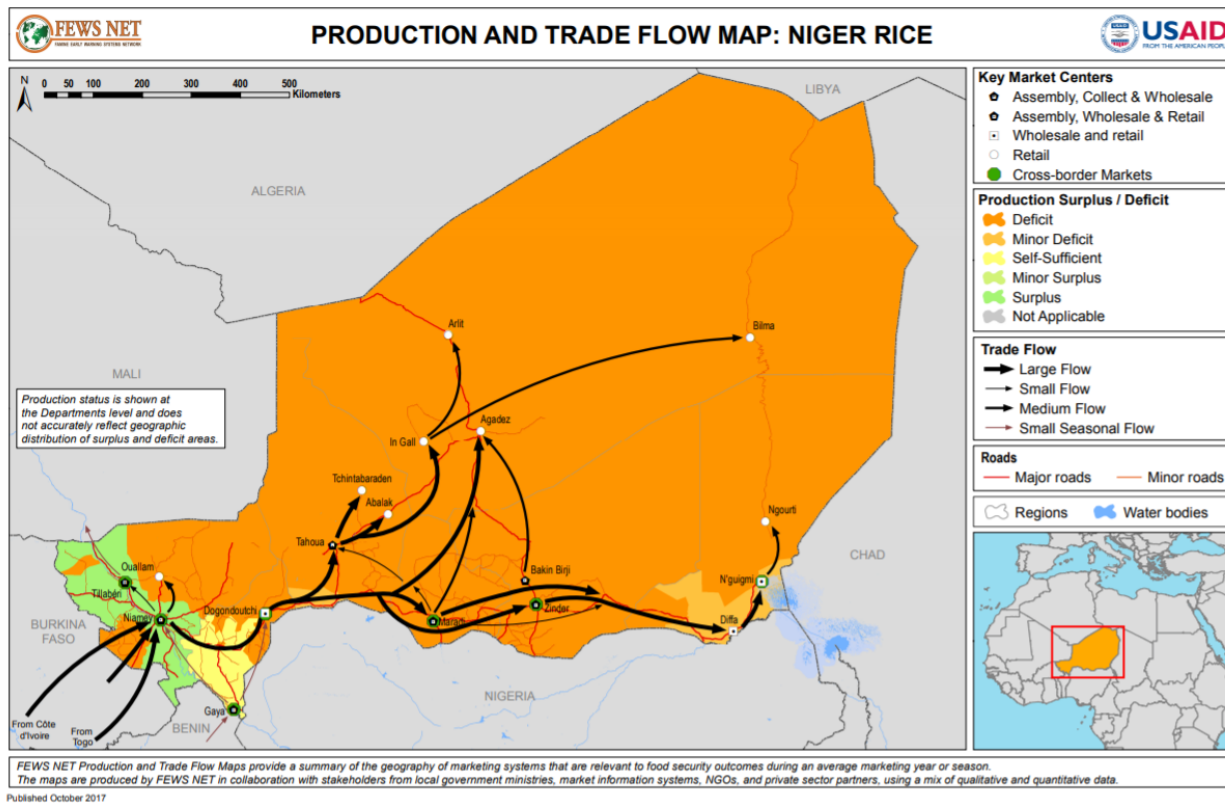 FEWS NET
FAMINE EARLY WARNING SYSTEMS NETWORK
PRODUCTION AND TRADE FLOW MAP: NIGER RICE
USAID
FROM THE AMERICAN PEOPLE
N
0 50 100 200 300 400 500
Kilometers
LIBYA
ALGERIA
MALI
Arlit
Bilma
Production status is shown at
the Departments level and does
not accurately reflect geographic
distribution of surplus and deficit areas.
Agadez
In Gall
Tchintabaraden
Abalak
Ngourti
Tahoua
CHAD
Ouallam
Bakin Birji
N'guigmi
Tillabéri
Dogondoutchi
Zinder
Niamey
Maradi
BURKINA
FASO
Diffa
NIGERIA
Gaya
From Côte
d'Ivoire
From
Togo
BENIN
Key Market Centers
Assembly, Collect & Wholesale
Assembly, Wholesale & Retail
Wholesale and retail
Retail
Cross-border Markets
Production Surplus / Deficit
Deficit
Minor Deficit
Self-Sufficient
Minor Surplus
Surplus
Not Applicable
Trade Flow
Large Flow
Small Flow
Medium Flow
Small Seasonal Flow
Roads
Major roads Minor roads
Regions Water bodies
FEWS NET Production and Trade Flow Maps provide a summary of the geography of marketing systems that are relevant to food security outcomes during an average marketing year or season.
The maps are produced by FEWS NET in collaboration with stakeholders from local government ministries, market information systems, NGOs, and private sector partners, using a mix of qualitative and quantitative data.
Published October 2017